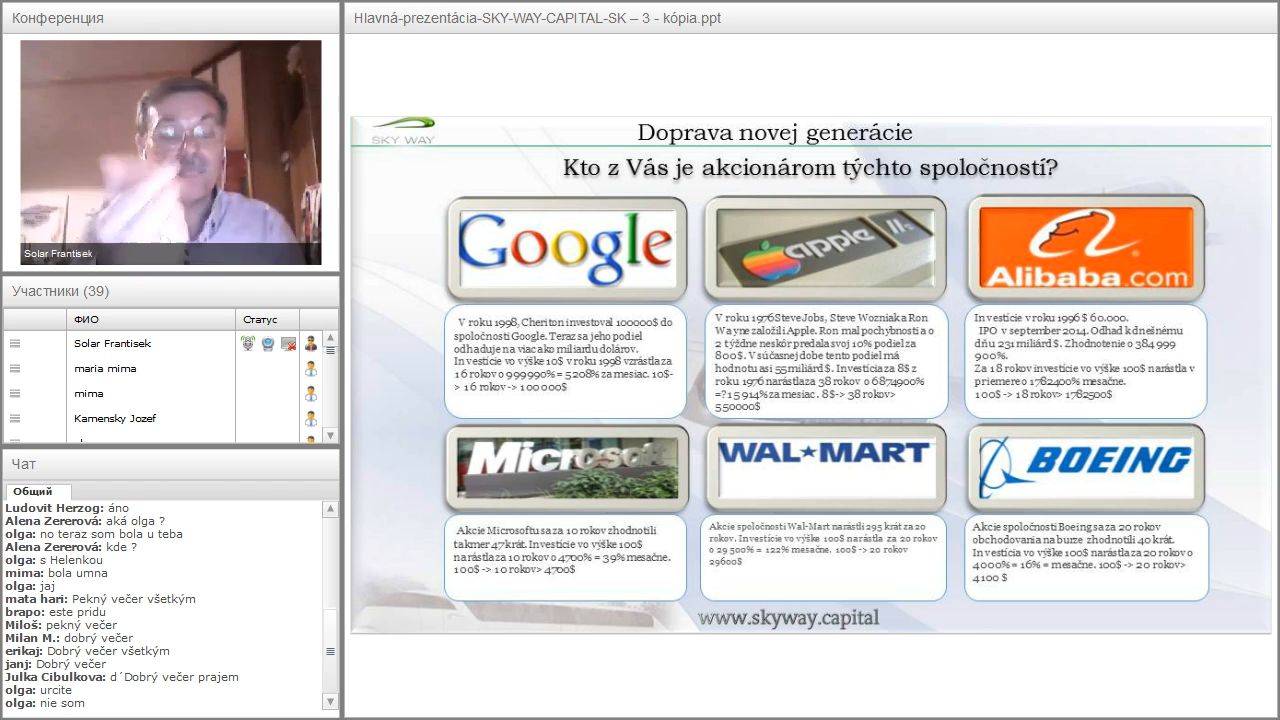 Конференция
Solar Frantisek
Участники (39)
ФИО
Статус
Solar Frantisek
maria mima
mima
Kamensky Jozef
Чат
Общий
Ludovit Herzog: áno
Alena Zererová: aká olga ?
olga: no teraz som bola u teba
Alena Zererová: kde ?
olga: s Helenkou
mima: bola umna
olga: jaj
mata hari: Pekný večer všetkým
brapo: este pridu
Miloš: pekný večer
Milan M.: dobrý večer
erikaj: Dobrý večer všetkým
janj: Dobrý večer
Julka Cibulkova: d´Dobrý večer prajem
olga: urcite
olga: nie som
Hlavná-prezentácia-SKY-WAY-CAPITAL-SK – 3 - kópia.ppt
SKY WAY
Doprava novej generácie
Kto z Vás je akcionárom týchto spoločností?
Google
V roku 1998, Cheriton investoval 100000$ do
spoločnosti Google. Teraz sa jeho podiel
odhaduje na viac ako miliardu dolárov.
Investície vo výške 10$ v roku 1998 vzrástla za
16 rokov o 999990% = 5208% za mesiac. 10$-
> 16 rokov -> 100 000$
apple
V roku 1976 Steve Jobs, Steve Wozniak a Ron
Wayne založili Apple. Ron mal pochybnosti a o
2 týždne neskôr predala svoj 10% podiel za
800$. V súčasnej dobe tento podiel má
hodnotu asi 55 miliárd $. Investícia za 8$ z
roku 1976 narástla za 38 rokov o 6874900%
=?15 914% za mesiac. 8$-> 38 rokov>
550000$
Alibaba.com
Investície v roku 1996 $ 60.000.
IPO v september 2014. Odhad k dnešnému
dňu 231 miliárd $. Zhodnotenie o 384 999
900%.
Za 18 rokov investície vo výške 100$ narástla v
priemere o 1782400% mesačne.
100$ -> 18 rokov> 1782500$
Microsoft
Akcie Microsoftu sa za 10 rokov zhodnotili
takmer 47 krát. Investície vo výške 100$
narástla za 10 rokov o 4700% = 39% mesačne.
100$ -> 10 rokov> 4700$
WAL★MART
Akcie spoločnosti Wal-Mart narástli 295 krát za 20
rokov. Investície vo výške 100$ narástla za 20 rokov
o 29 500% = 122% mesačne. 100$ -> 20 rokov
29600$
BOEING
Akcie spoločnosti Boeing sa za 20 rokov
obchodovania na burze zhodnotili 40 krát.
Investícia vo výške 100$ narástla za 20 rokov o
4000% = 16% = mesačne. 100$ -> 20 rokov>
4100 $
www.skyway.capital